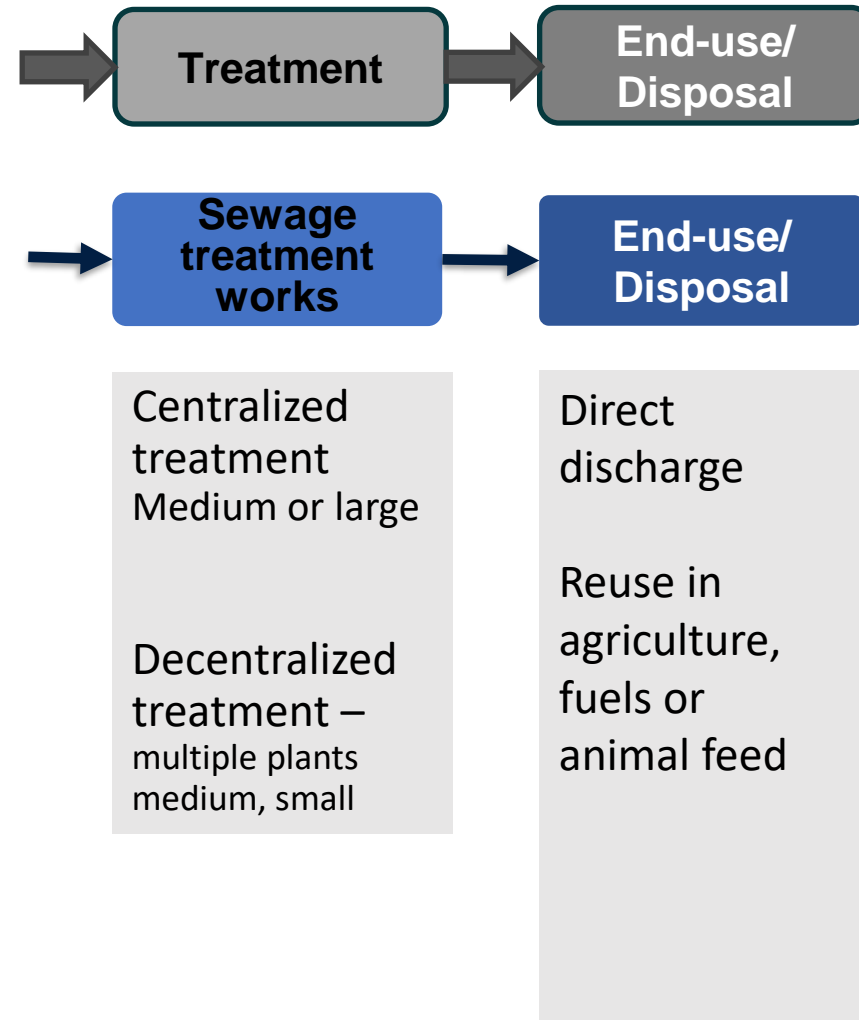 Treatment
End-use/
Disposal
Sewage
treatment
works
End-use/
Disposal
Centralized
treatment
Medium or large
Decentralized
treatment –
multiple plants
medium, small
Direct
discharge
Reuse in
agriculture,
fuels or
animal feed